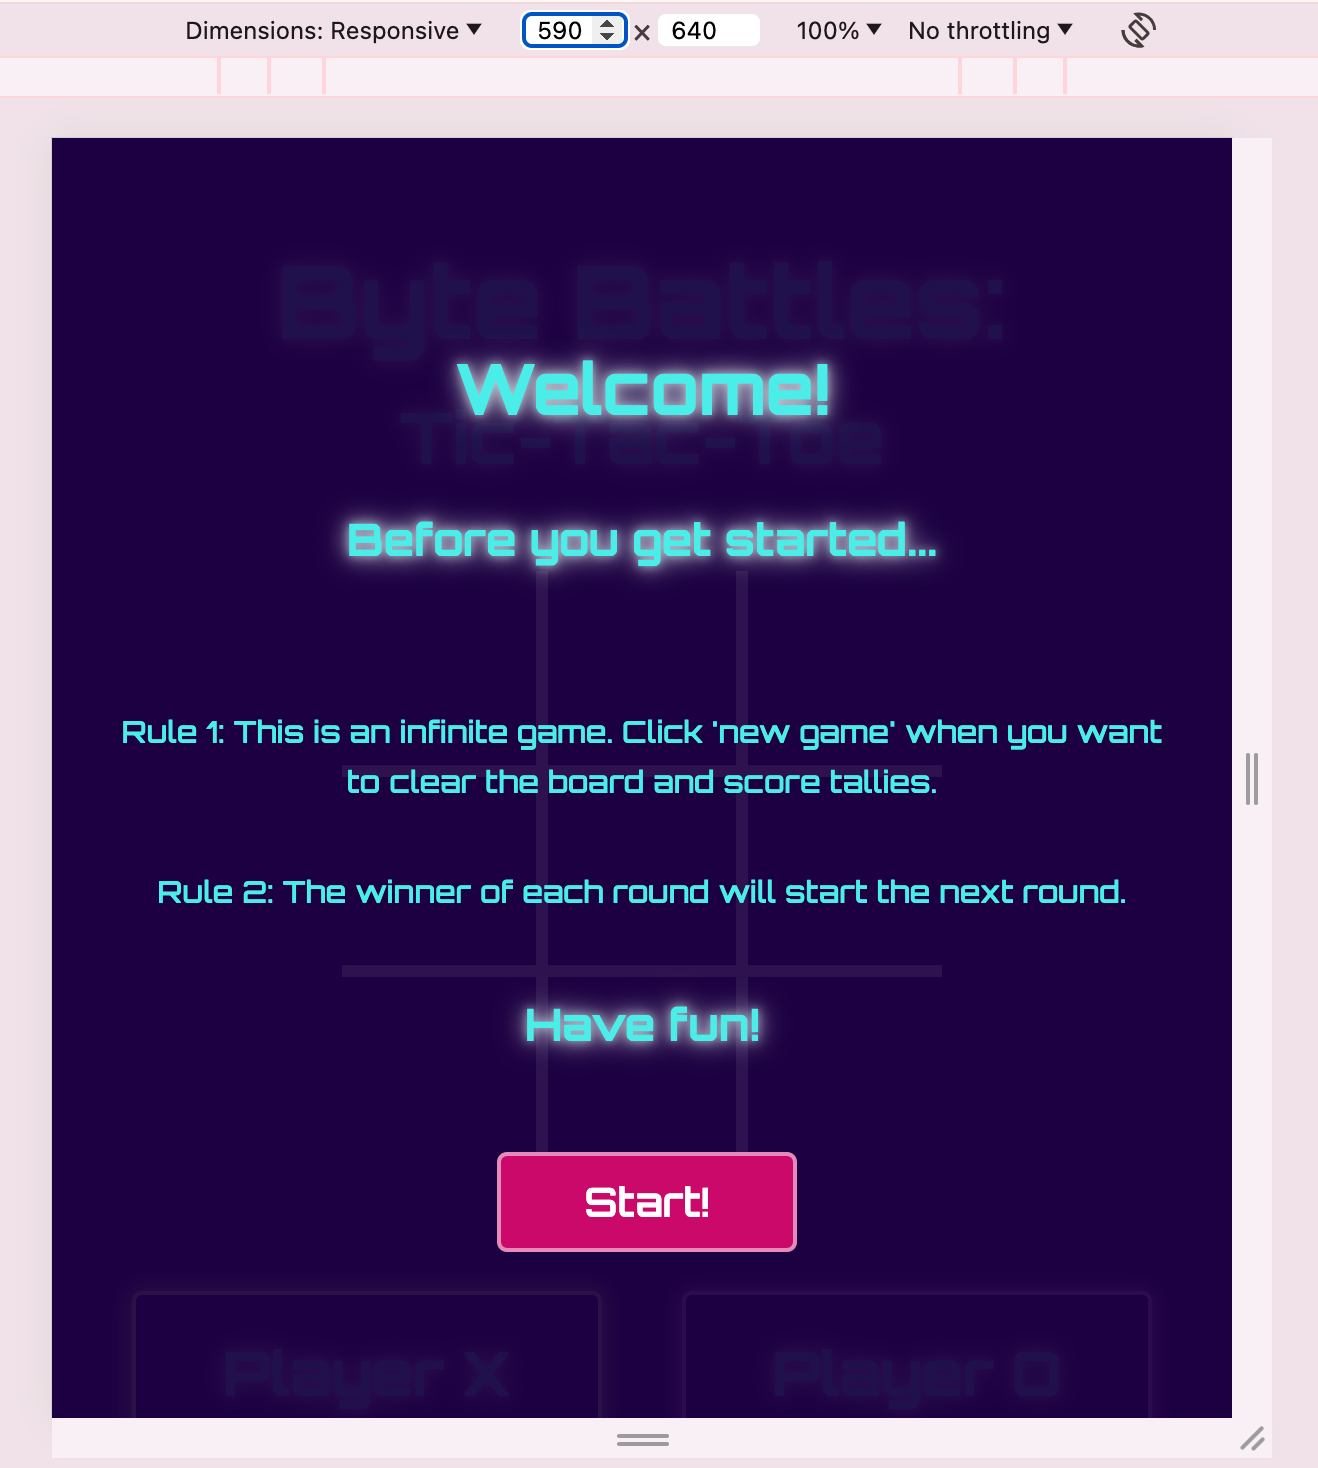 Dimensions: Responsive 590 × 640 100% No throttling
Byte Battles:
Welcome!
Tic-Tac-Toe
Before you get started...
Rule 1: This is an infinite game. Click 'new game' when you want
to clear the board and score tallies.
Rule 2: The winner of each round will start the next round.
Have fun!
Start!
Player X Player O